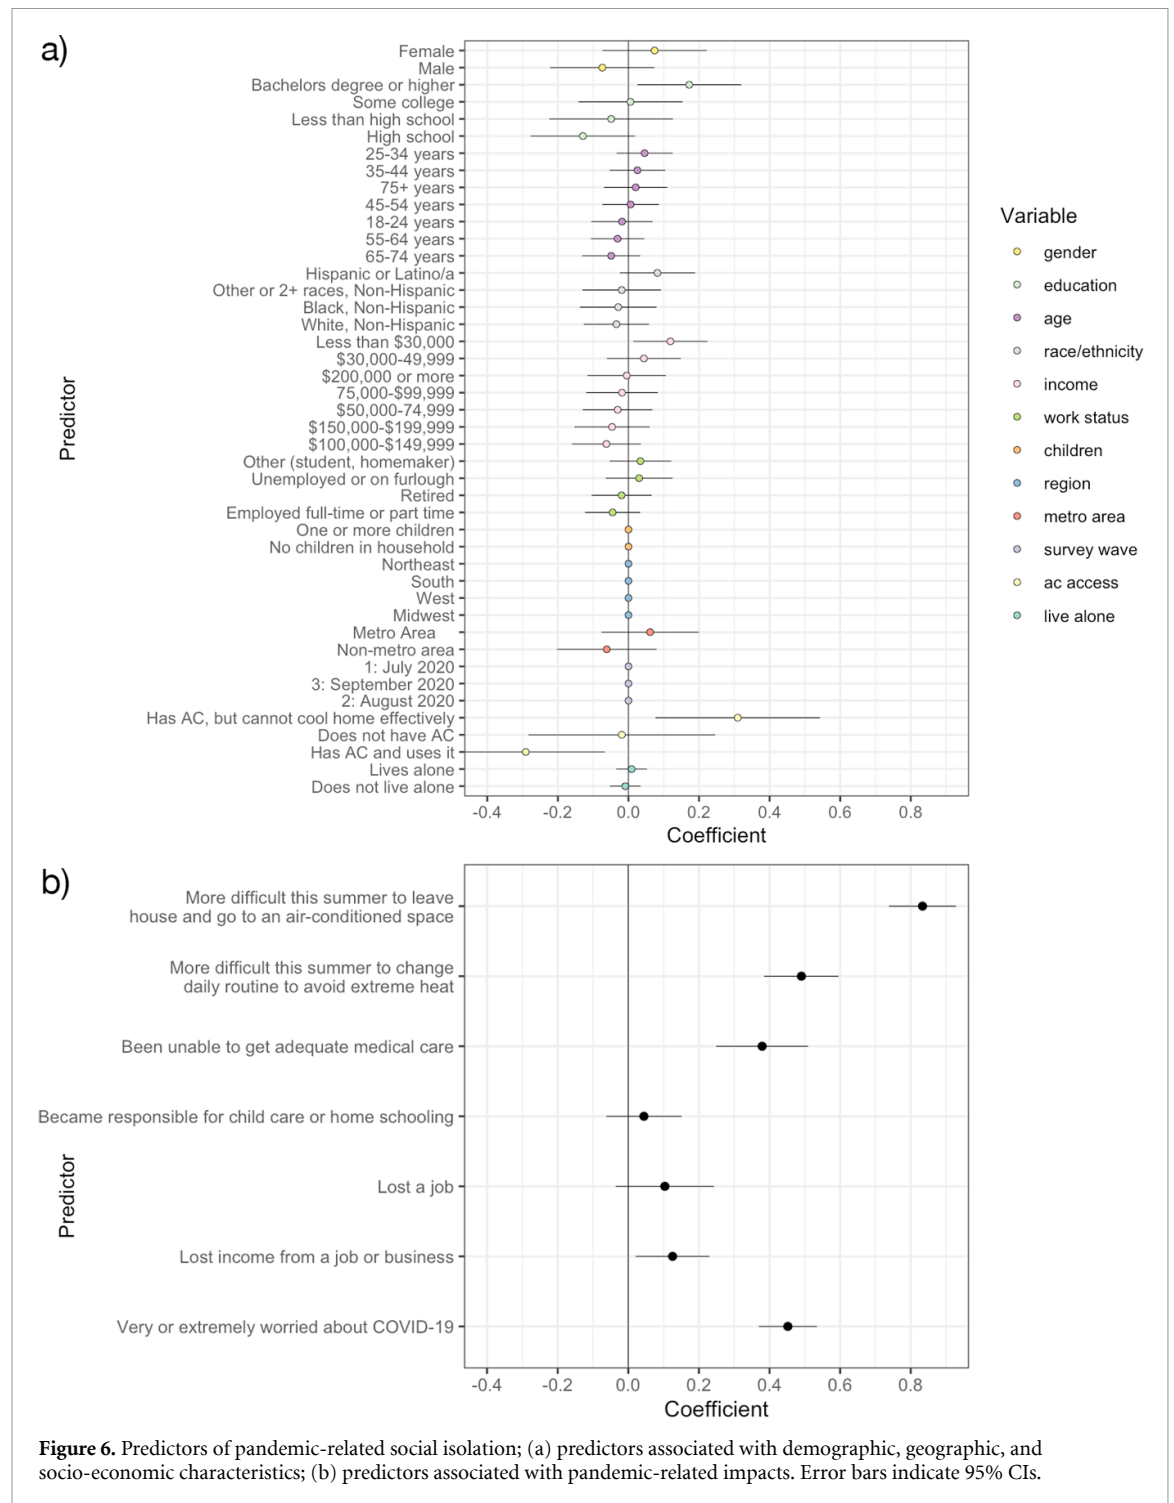 a)
Female
Male
Bachelors degree or higher
Some college
Less than high school
High school
25-34 years
35-44 years
75+ years
45-54 years
18-24 years
55-64 years
65-74 years
Hispanic or Latino/a
Other or 2+ races, Non-Hispanic
Black, Non-Hispanic
White, Non-Hispanic
Less than $30,000
$30,000-49,999
$200,000 or more
75,000-$99,999
$50,000-74,999
$150,000-$199,999
$100,000-$149,999
Other (student, homemaker)
Unemployed or on furlough
Retired
Employed full-time or part time
One or more children
No children in household
Northeast
South
West
Midwest
Metro Area
Non-metro area
1: July 2020
3: September 2020
2: August 2020
Has AC, but cannot cool home effectively
Does not have AC
Has AC and uses it
Lives alone
Does not live alone
Predictor
-0.4 -0.2 0.0 0.2 0.4 0.6 0.8
Coefficient
Variable
gender
education
age
race/ethnicity
income
work status
children
region
metro area
survey wave
ac access
live alone
b)
More difficult this summer to leave
house and go to an air-conditioned space
More difficult this summer to change
daily routine to avoid extreme heat
Been unable to get adequate medical care
Became responsible for child care or home schooling
Lost a job
Lost income from a job or business
Very or extremely worried about COVID-19
Predictor
-0.4 -0.2 0.0 0.2 0.4 0.6 0.8
Coefficient
Figure 6. Predictors of pandemic-related social isolation; (a) predictors associated with demographic, geographic, and
socio-economic characteristics; (b) predictors associated with pandemic-related impacts. Error bars indicate 95% CIs.